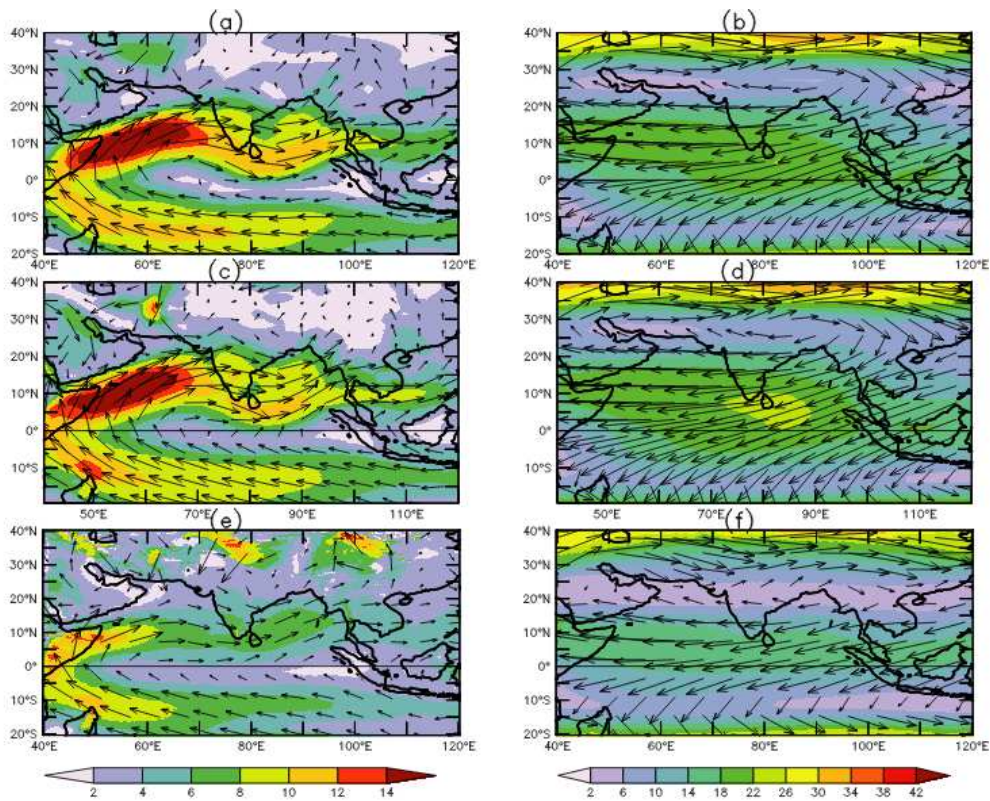 (a) (b)
40°N 40°N
30°N 30°N
20°N 20°N
10°N 10°N
0° 0°
10°S 10°S
20°S 20°S
40°E 60°E 80°E 100°E 120°E 40°E 60°E 80°E 100°E 120°E
(c) (d)
40°N 40°N
30°N 30°N
20°N 20°N
10°N 10°N
0° 0°
10°S 10°S
50°E 70°E 90°E 110°E 50°E 70°E 90°E 110°E
(e) (f)
40°N 40°N
30°N 30°N
20°N 20°N
10°N 10°N
0° 0°
10°S 10°S
20°S 20°S
40°E 60°E 80°E 100°E 120°E 40°E 60°E 80°E 100°E 120°E
2 4 6 8 10 12 14 2 6 10 14 18 22 26 30 34 38 42